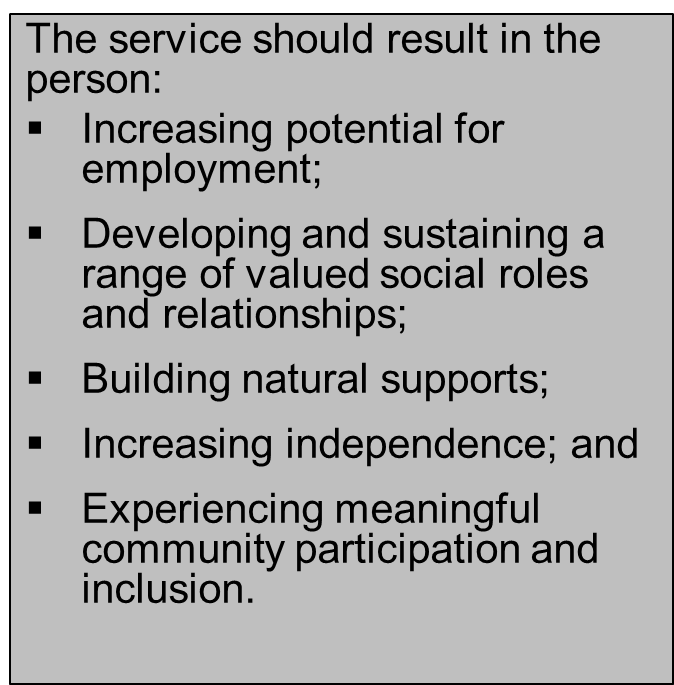 The service should result in the
person:
▪ Increasing potential for
employment;
▪ Developing and sustaining a
range of valued social roles
and relationships;
▪ Building natural supports;
▪ Increasing independence; and
▪ Experiencing meaningful
community participation and
inclusion.